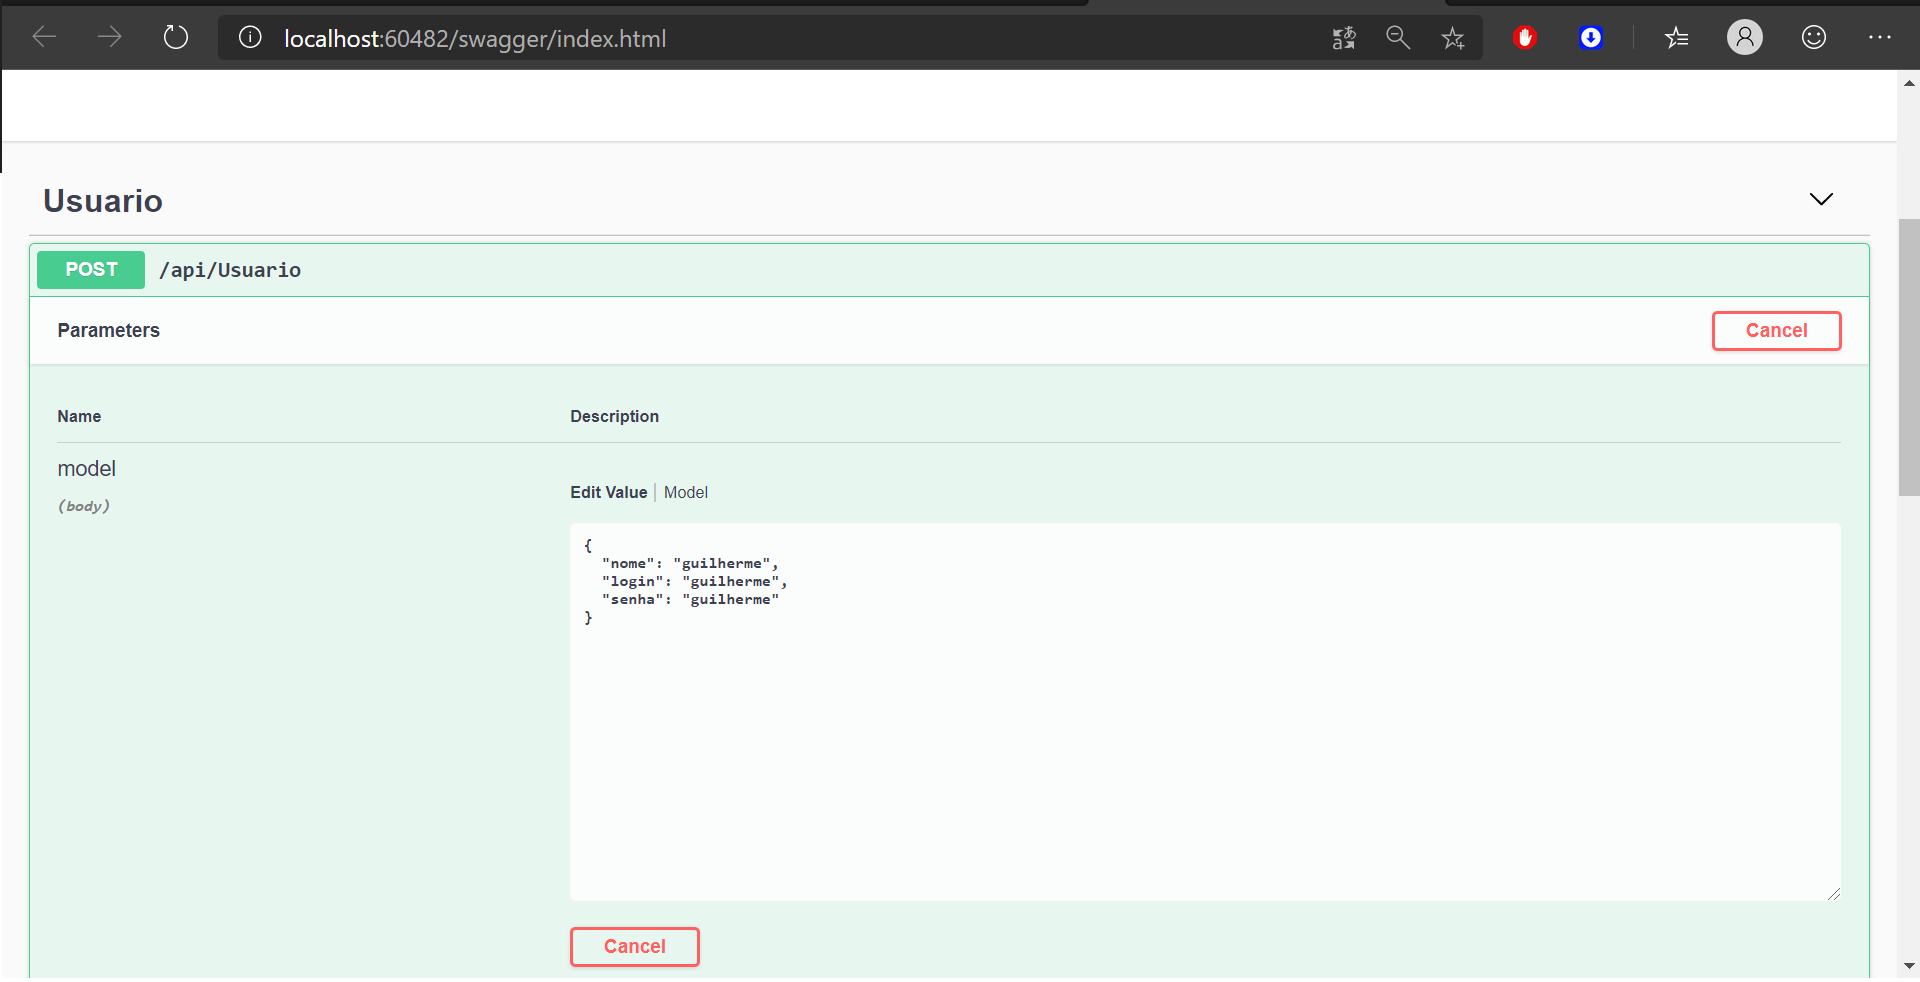 localhost:60482/swagger/index.html
Usuario
POST /api/Usuario
Parameters
Cancel
Name Description
model
(body)
Edit Value | Model
{
"nome": "guilherme",
"login": "guilherme",
"senha": "guilherme"
}
Cancel